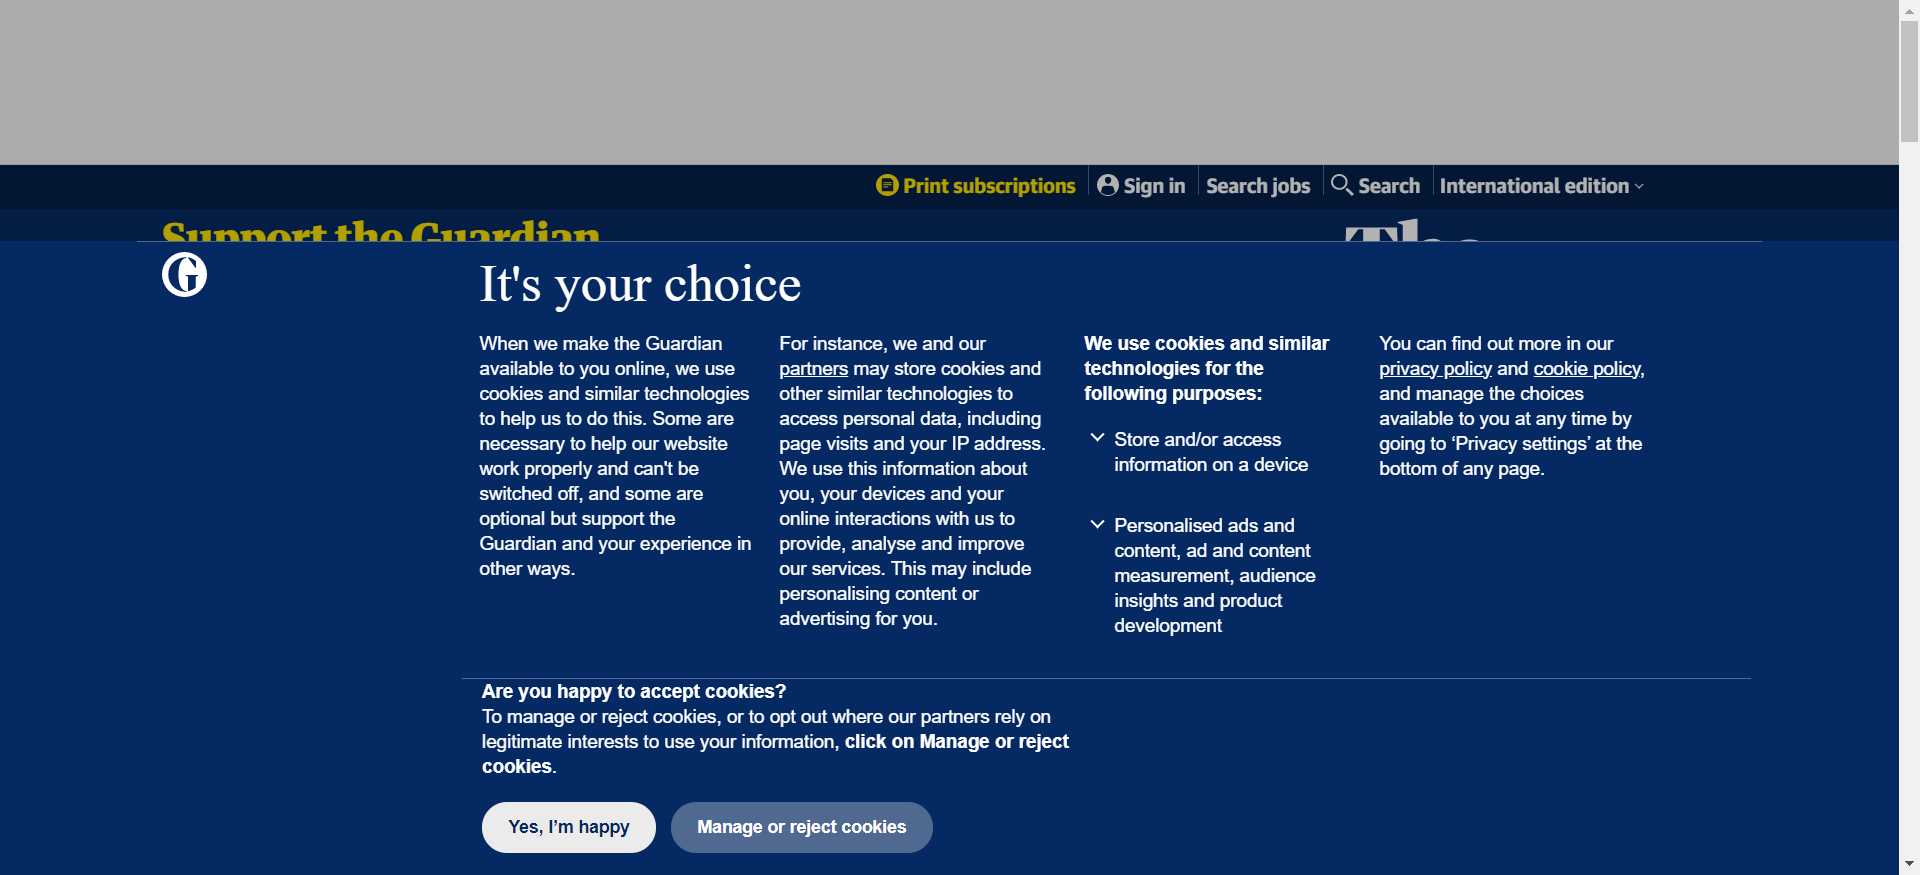 Print subscriptions
Sign in
Search jobs
Search
International edition
Support the Guardian
The
G
It's your choice
When we make the Guardian
available to you online, we use
cookies and similar technologies
to help us to do this. Some are
necessary to help our website
work properly and can't be
switched off, and some are
optional but support the
Guardian and your experience in
other ways.
For instance, we and our
partners may store cookies and
other similar technologies to
access personal data, including
page visits and your IP address.
We use this information about
you, your devices and your
online interactions with us to
provide, analyse and improve
our services. This may include
personalising content or
advertising for you.
We use cookies and similar
technologies for the
following purposes:
Store and/or access
information on a device
Personalised ads and
content, ad and content
measurement, audience
insights and product
development
You can find out more in our
privacy policy and cookie policy,
and manage the choices
available to you at any time by
going to ‘Privacy settings’ at the
bottom of any page.
Are you happy to accept cookies?
To manage or reject cookies, or to opt out where our partners rely on
legitimate interests to use your information, click on Manage or reject
cookies.
Yes, I’m happy
Manage or reject cookies